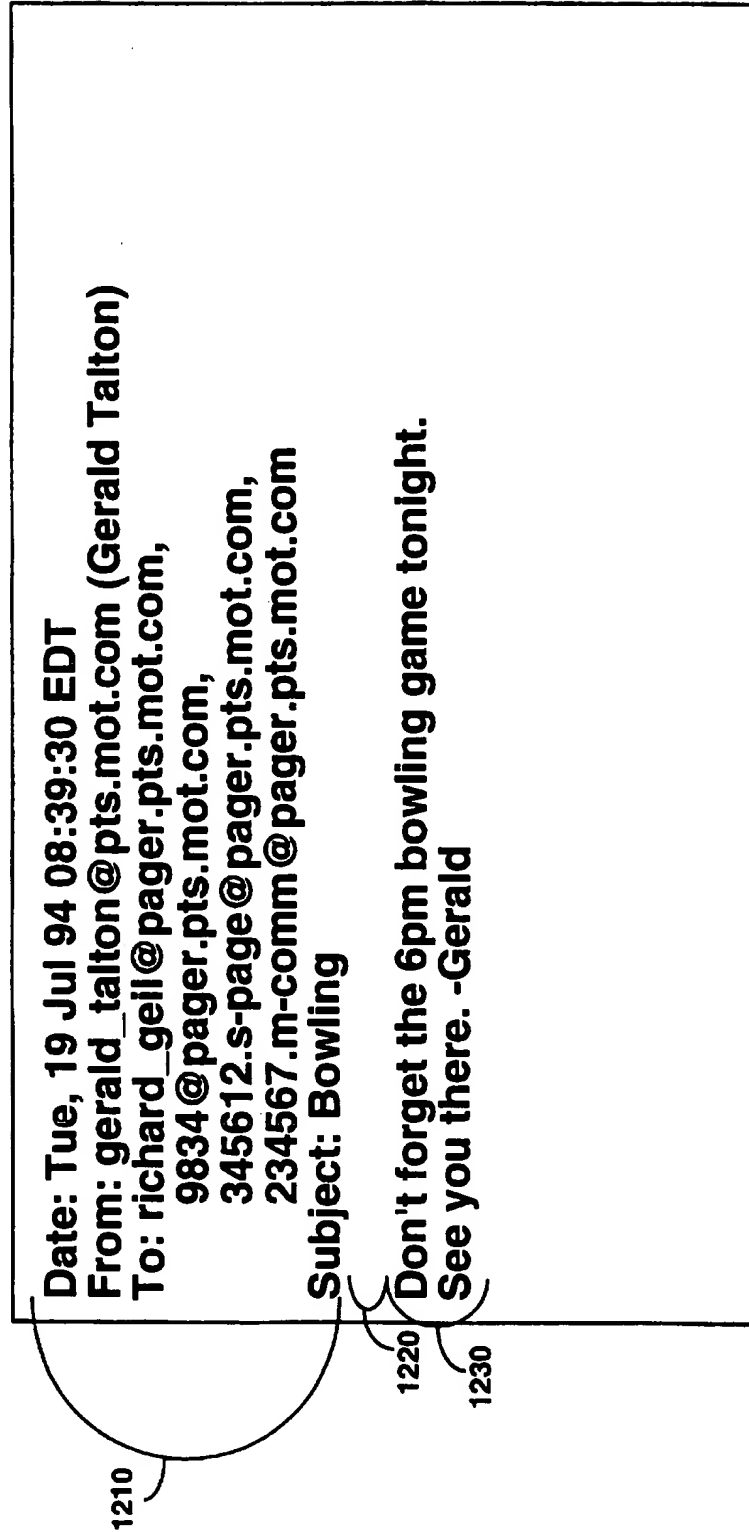 Date: Tue, 19 Jul 94 08:39:30 EDT
From: gerald_talton@pts.mot.com (Gerald Talton)
To: richard_geil@pager.pts.mot.com,
9834@pager.pts.mot.com,
345612.s-page@pager.pts.mot.com,
234567.m-comm@pager.pts.mot.com
Subject: Bowling
Don't forget the 6pm bowling game tonight.
See you there. -Gerald
1210
1220
1230